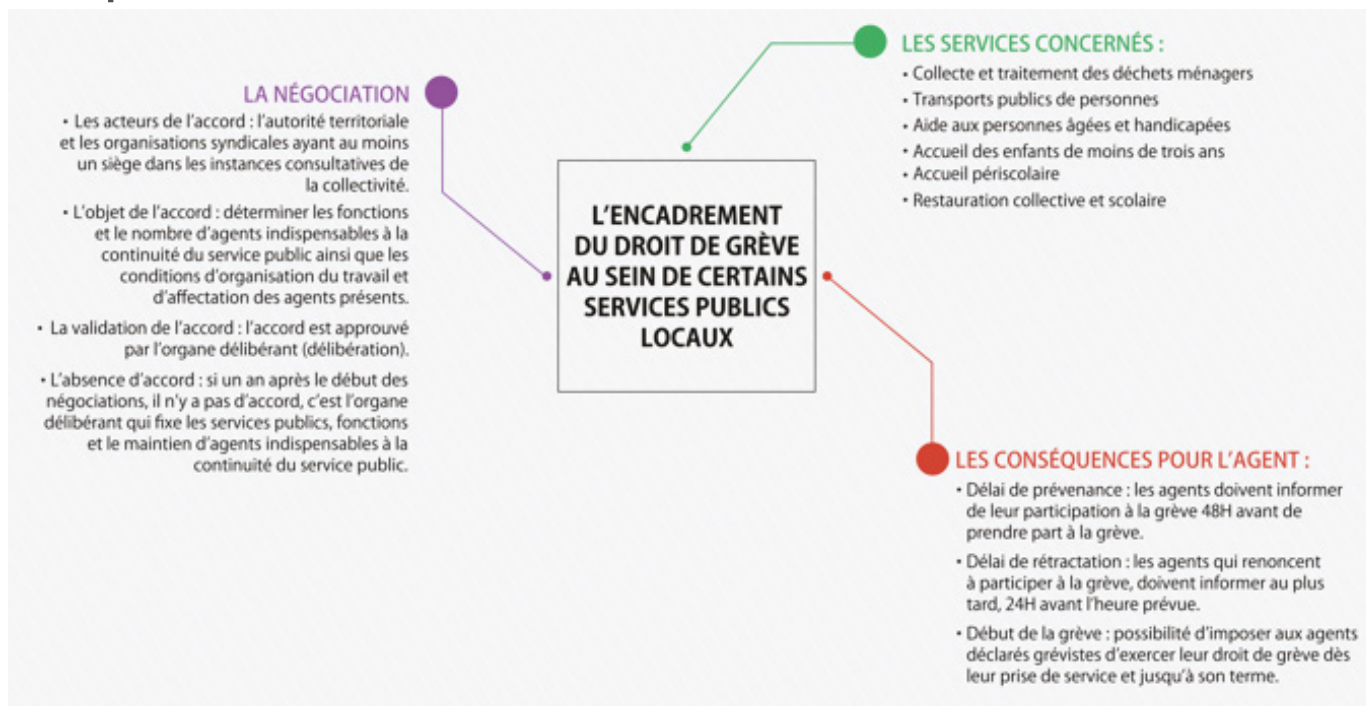 LA NÉGOCIATION
• Les acteurs de l'accord : l'autorité territoriale
et les organisations syndicales ayant au moins
un siège dans les instances consultatives de
la collectivité.
• L'objet de l'accord : déterminer les fonctions
et le nombre d'agents indispensables à la
continuité du service public ainsi que les
conditions d'organisation du travail et
d'affectation des agents présents.
• La validation de l'accord : l'accord est approuvé
par l'organe délibérant (délibération).
• L'absence d'accord : si un an après le début des
négociations, il n'y a pas d'accord, c'est l'organe
délibérant qui fixe les services publics, fonctions
et le maintien d'agents indispensables à la
continuité du service public.
L'ENCADREMENT
DU DROIT DE GRÈVE
AU SEIN DE CERTAINS
SERVICES PUBLICS
LOCAUX
LES SERVICES CONCERNÉS :
• Collecte et traitement des déchets ménagers
• Transports publics de personnes
• Aide aux personnes âgées et handicapées
• Accueil des enfants de moins de trois ans
• Accueil périscolaire
• Restauration collective et scolaire
LES CONSÉQUENCES POUR L'AGENT :
• Délai de prévenance : les agents doivent informer
de leur participation à la grève 48H avant de
prendre part à la grève.
• Délai de rétractation : les agents qui renoncent
à participer à la grève, doivent informer au plus
tard, 24H avant l'heure prévue.
• Début de la grève : possibilité d'imposer aux agents
déclarés grévistes d'exercer leur droit de grève dès
leur prise de service et jusqu'à son terme.